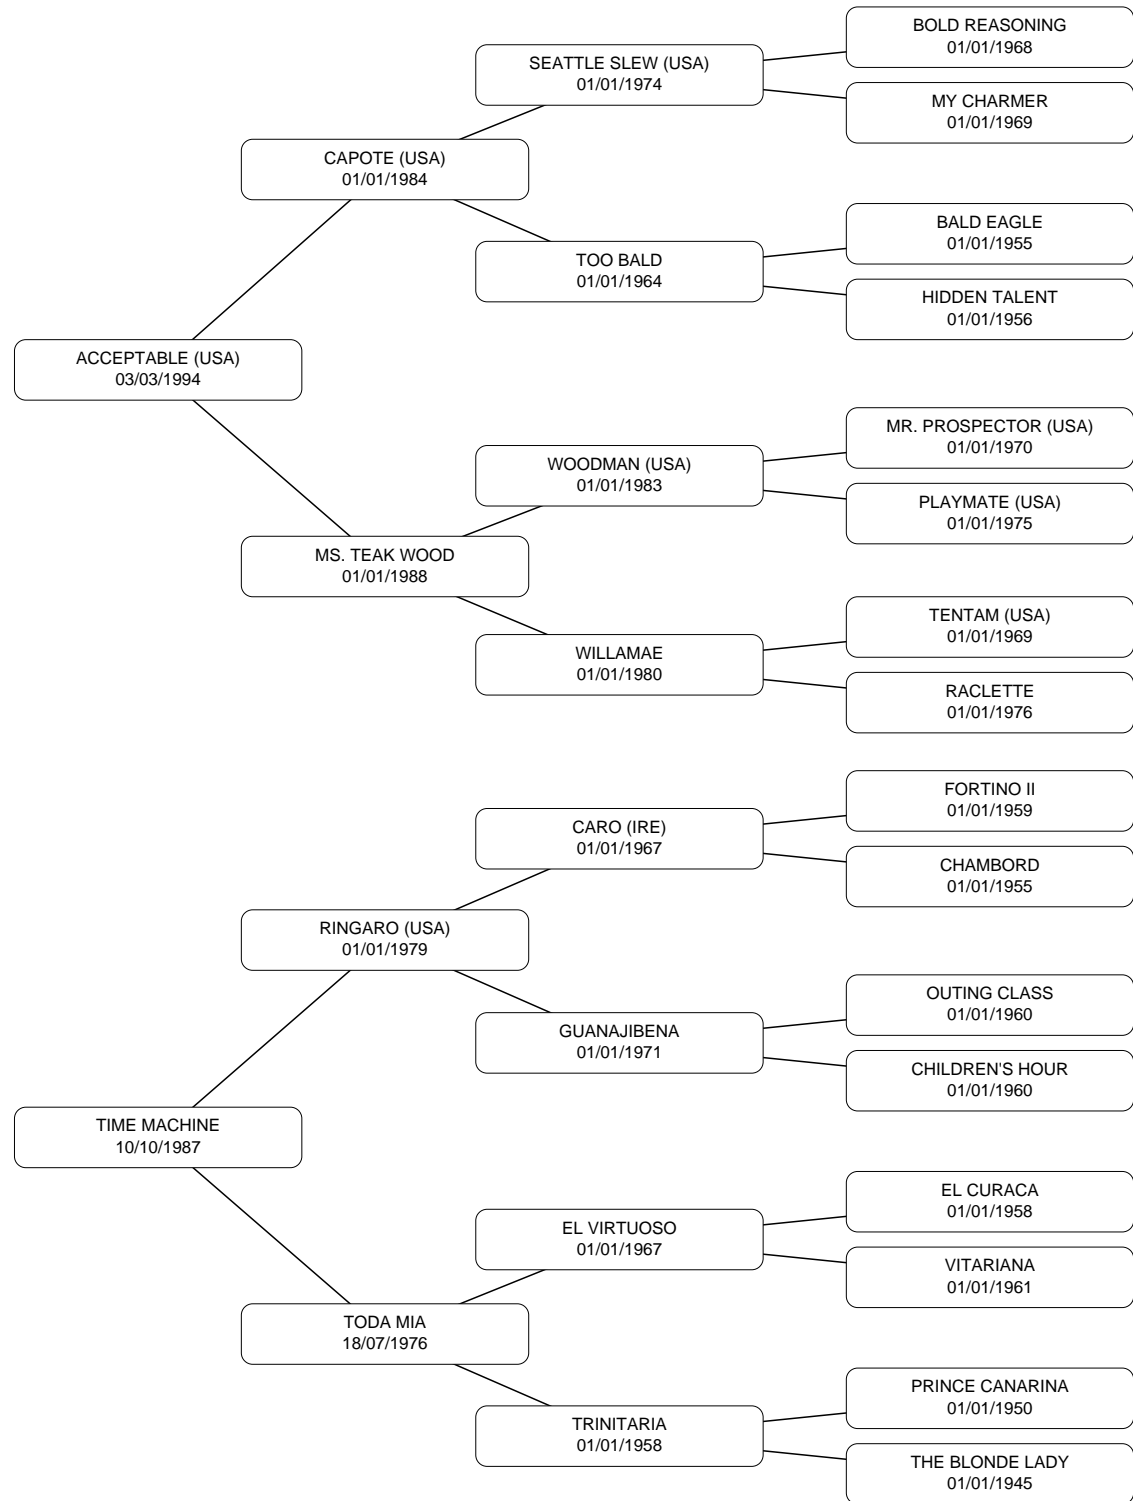 BOLD REASONING
01/01/1968
SEATTLE SLEW (USA)
01/01/1974
MY CHARMER
01/01/1969
CAPOTE (USA)
01/01/1984
BALD EAGLE
01/01/1955
TOO BALD
01/01/1964
HIDDEN TALENT
01/01/1956
ACCEPTABLE (USA)
03/03/1994
MR. PROSPECTOR (USA)
01/01/1970
WOODMAN (USA)
01/01/1983
PLAYMATE (USA)
01/01/1975
MS. TEAK WOOD
01/01/1988
TENTAM (USA)
01/01/1969
WILLAMAE
01/01/1980
RACLETTE
01/01/1976
FORTINO II
01/01/1959
CARO (IRE)
01/01/1967
CHAMBORD
01/01/1955
RINGARO (USA)
01/01/1979
OUTING CLASS
01/01/1960
GUANAJIBENA
01/01/1971
CHILDREN'S HOUR
01/01/1960
TIME MACHINE
10/10/1987
EL CURACA
01/01/1958
EL VIRTUOSO
01/01/1967
VITARIANA
01/01/1961
TODA MIA
18/07/1976
PRINCE CANARINA
01/01/1950
TRINITARIA
01/01/1958
THE BLONDE LADY
01/01/1945